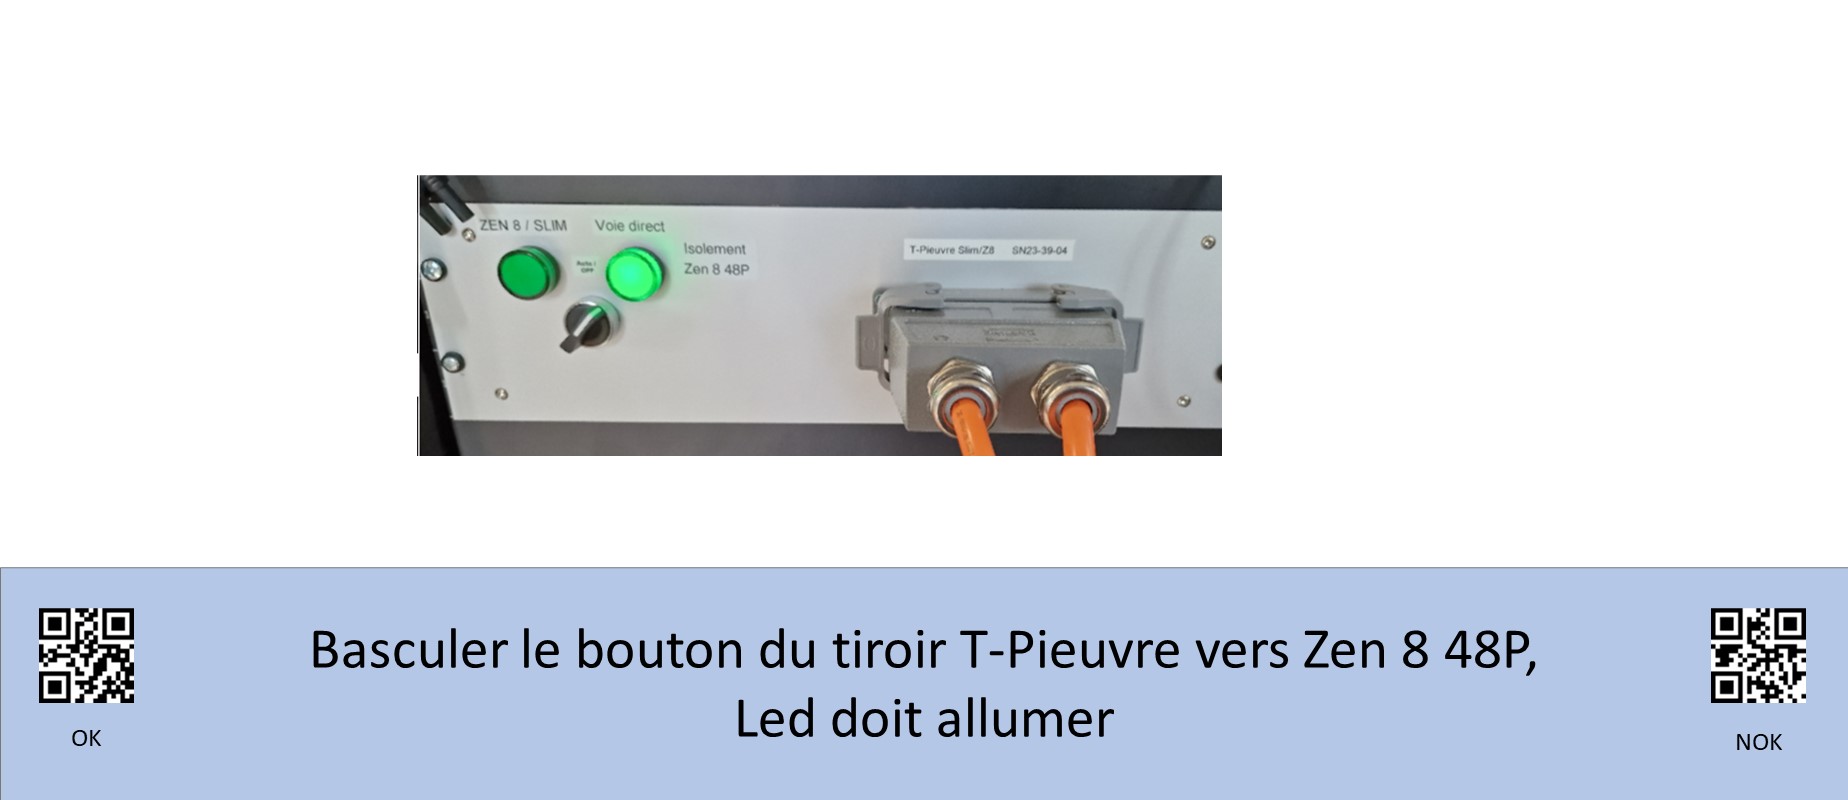 ZEN 8 / SLIM Voie direct
Isolement
Zen 8 48P
T-Pieuvre Slim/Z8 SN23-39-04
Basculer le bouton du tiroir T-Pieuvre vers Zen 8 48P,
Led doit allumer
OK
NOK